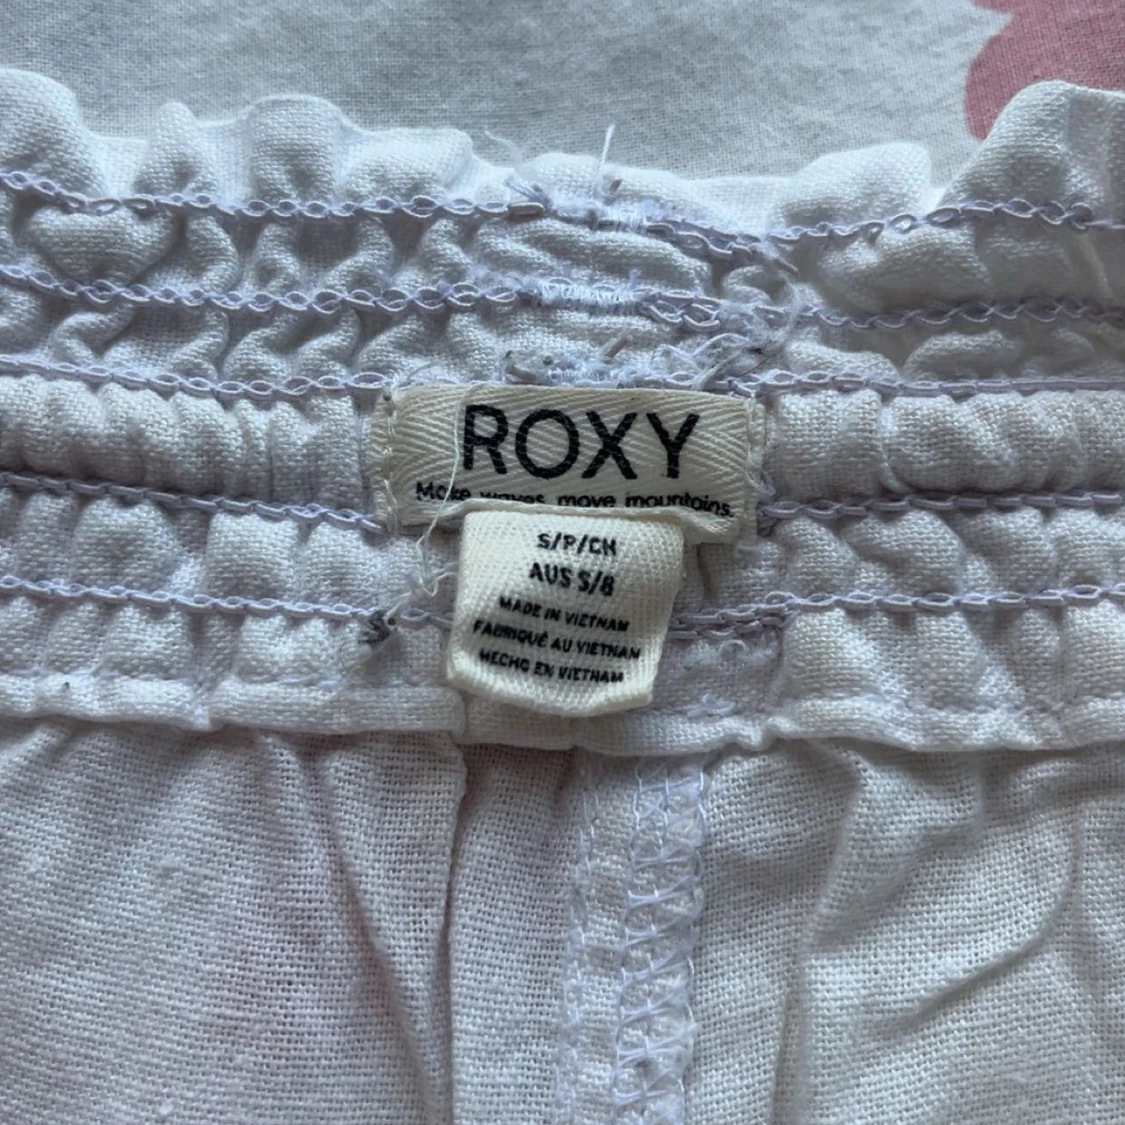 ROXY
Make waves, move mountains.
S/P/CH
AUS S/8
MADE IN VIETNAM
FABRIQUÉ AU VIETNAM
HECHO EN VIETNAM
S